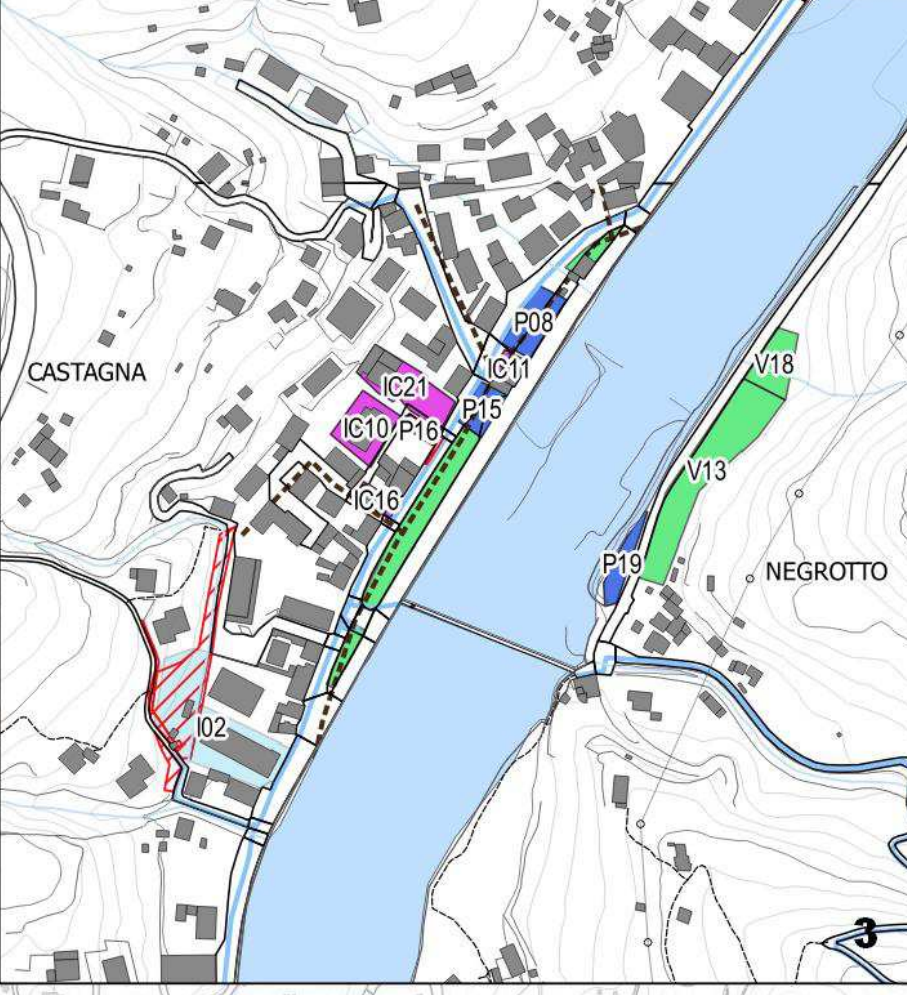 P08
V18
IC11
CASTAGNA
IC21
P15
IC10
P16
V13
IC16
P19
NEGROTTO
I02
3